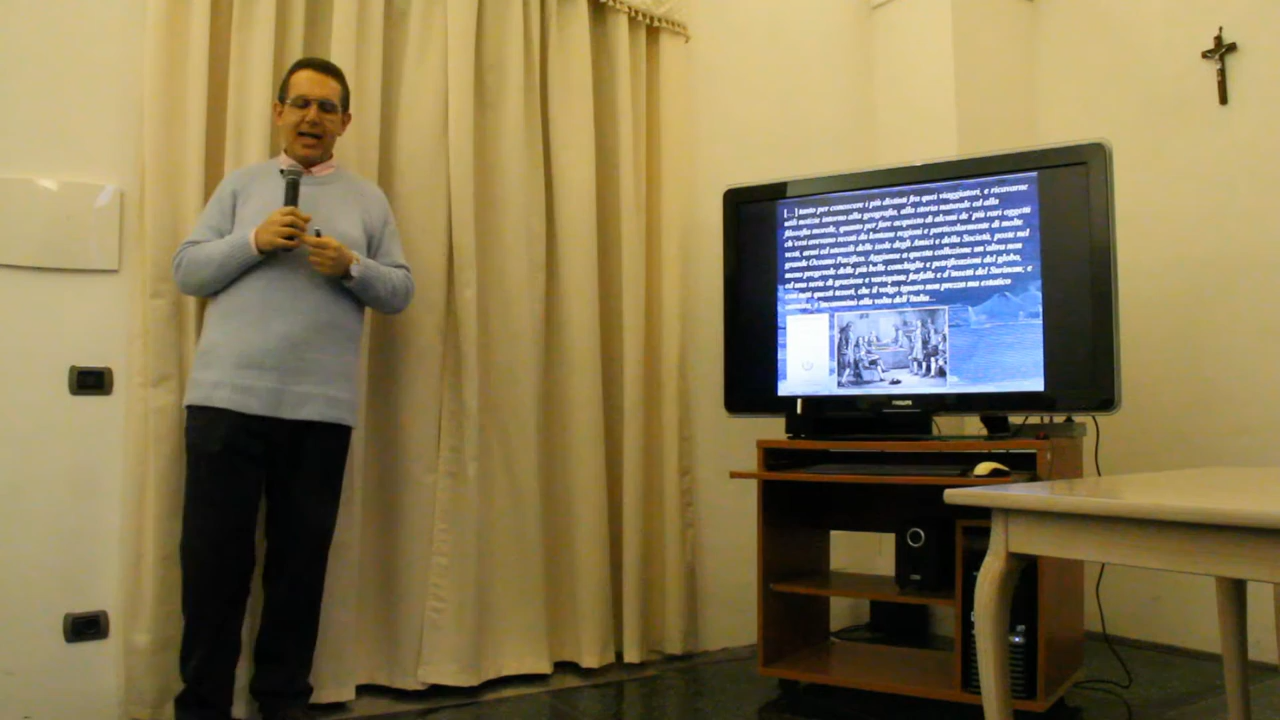 [...] tanto per conoscere i più distinti fra quei viaggiatori, e ricavarne
utili notizie intorno alla geografia, alla storia naturale ed alla
filosofia morale, quanto per fare acquisto di alcuni de' più rari oggetti
ch'essi avevano recati da lontane regioni e particolarmente di molte
vesti, armi ed utensili delle isole degli Amici e della Società, poste nel
grande Oceano Pacifico. Aggiunse a questa collezione un'altra non
meno pregevole della più belle conchiglie e petrificazioni del globo,
ed una serie di graziose e variopinte farfalle e d'insetti del Surinam; e
con tutti questi tesori, che il volgo ignaro non prezza ma estatico
ammira, s'incamminò alla volta dell'Italia...
PHILIPS